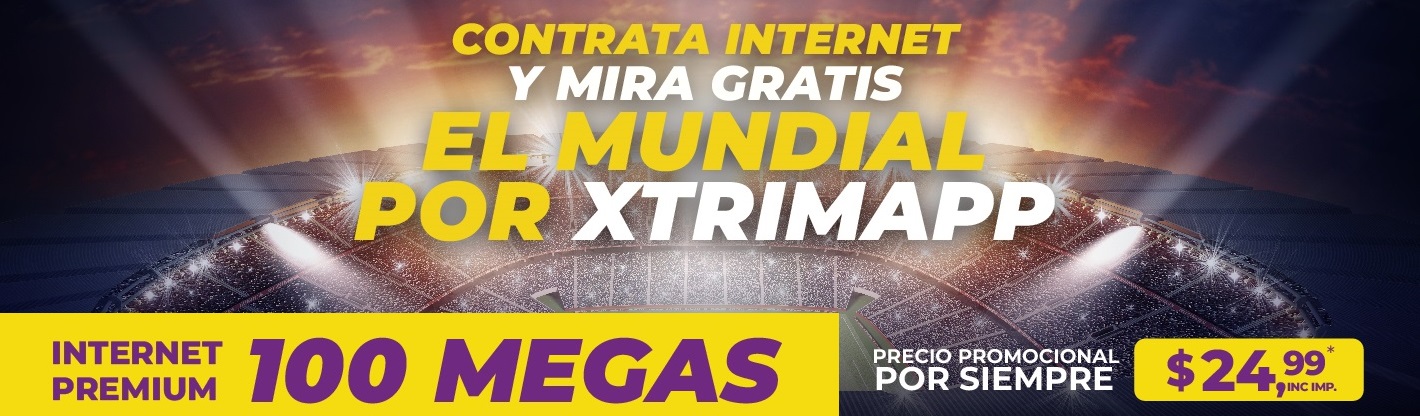 CONTRATA INTERNET
Y MIRA GRATIS
EL MUNDIAL
POR XTRIMAPP
INTERNET
PREMIUM
100 MEGAS
PRECIO PROMOCIONAL
POR SIEMPRE
$24,99*
INC IMP.